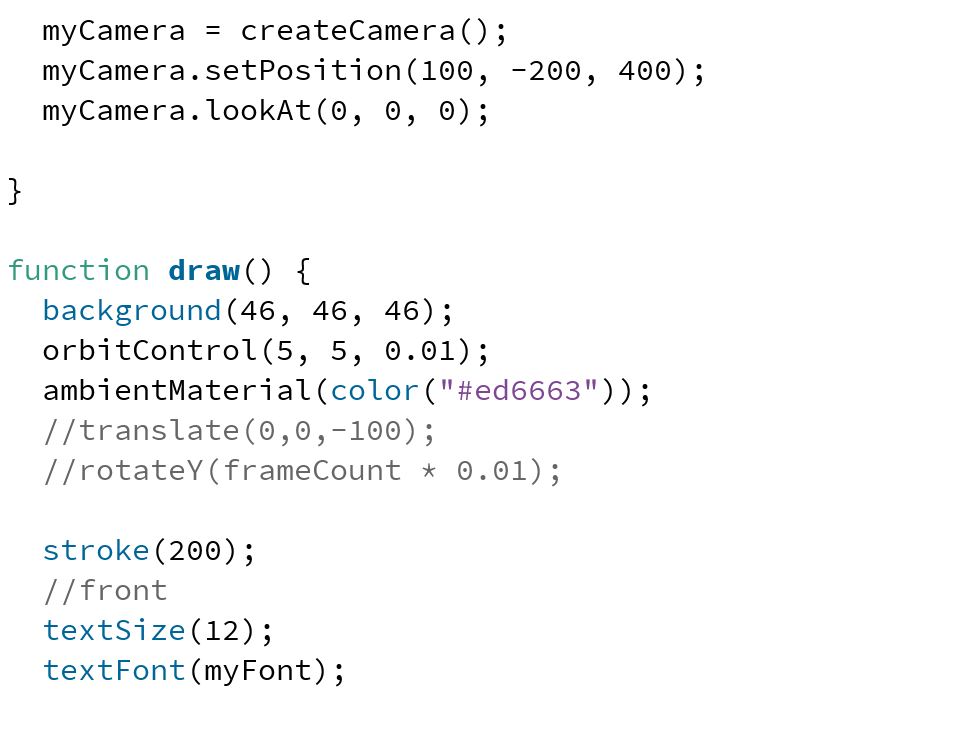 myCamera = createCamera();
myCamera.setPosition(100, -200, 400);
myCamera.lookAt(0, 0, 0);
}
function draw() {
background(46, 46, 46);
orbitControl(5, 5, 0.01);
ambientMaterial(color("#ed6663"));
//translate(0,0,-100);
//rotateY(frameCount * 0.01);
stroke(200);
//front
textSize(12);
textFont(myFont);